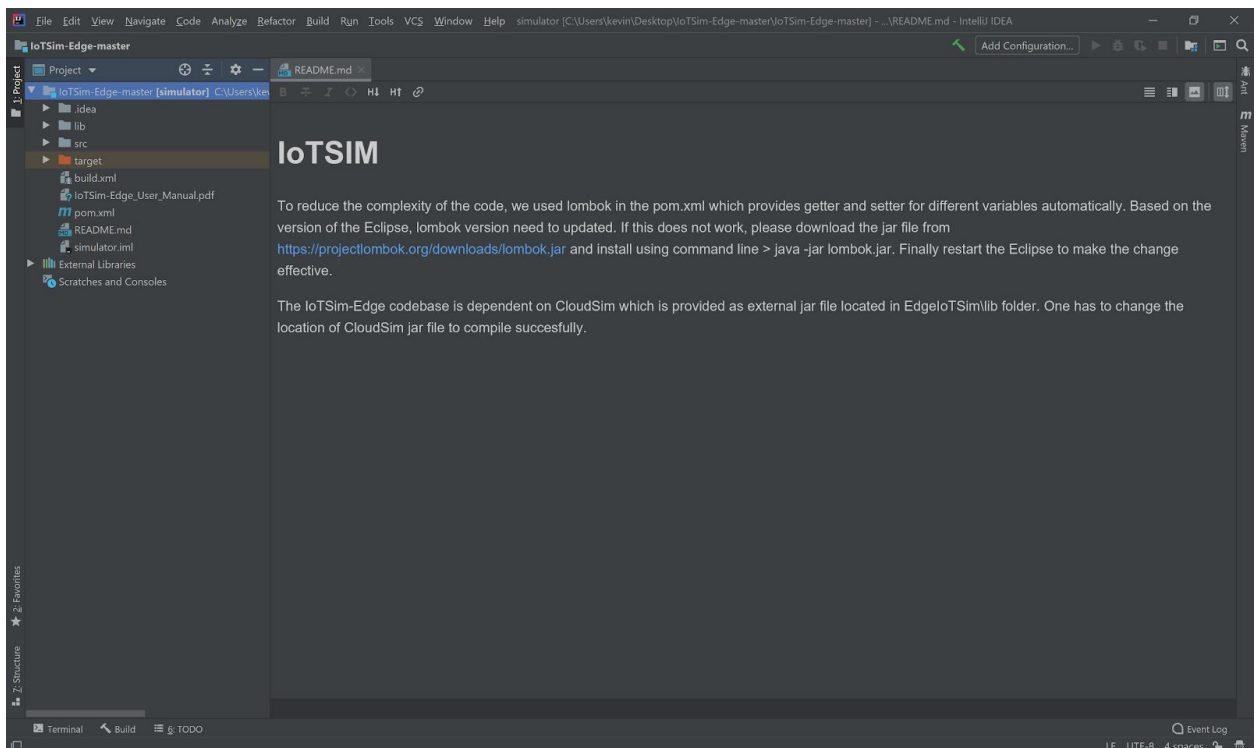 File Edit View Navigate Code Analyze Refactor Build Run Tools VCS Window Help simulator [C:\Users\kevin\Desktop\IoTSim-Edge-master\IoTSim-Edge-master] - ...\README.md - IntelliJ IDEA
IoTSim-Edge-master
Add Configuration...
Project
README.md
1: Project
IoTSim-Edge-master [simulator] C:\Users\kev
B I <> H↓ H↑
.idea
lib
src
target
build.xml
IoTSim-Edge_User_Manual.pdf
pom.xml
README.md
simulator.iml
External Libraries
Scratches and Consoles
IoTSIM
To reduce the complexity of the code, we used lombok in the pom.xml which provides getter and setter for different variables automatically. Based on the
version of the Eclipse, lombok version need to updated. If this does not work, please download the jar file from
https://projectlombok.org/downloads/lombok.jar and install using command line > java -jar lombok.jar. Finally restart the Eclipse to make the change
effective.
The IoTSim-Edge codebase is dependent on CloudSim which is provided as external jar file located in EdgeIoTSim\lib folder. One has to change the
location of CloudSim jar file to compile succesfully.
Ant
m Maven
2: Favorites
7: Structure
Terminal Build 6: TODO
Event Log
LF UTF-8 4 spaces